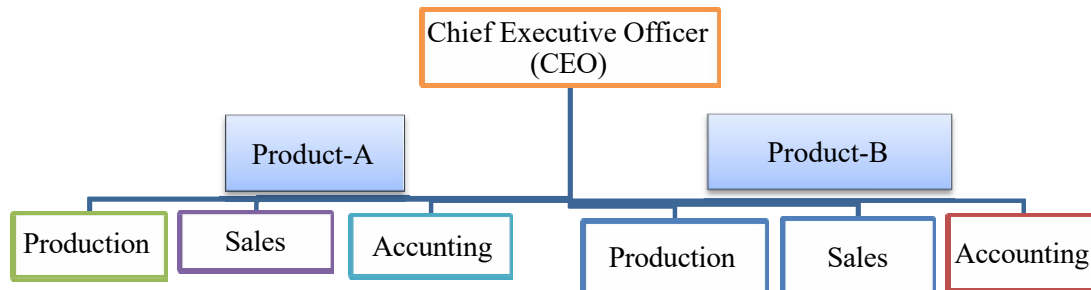 Chief Executive Officer
(CEO)
Product-A
Product-B
Production
Sales
Accunting
Production
Sales
Accounting